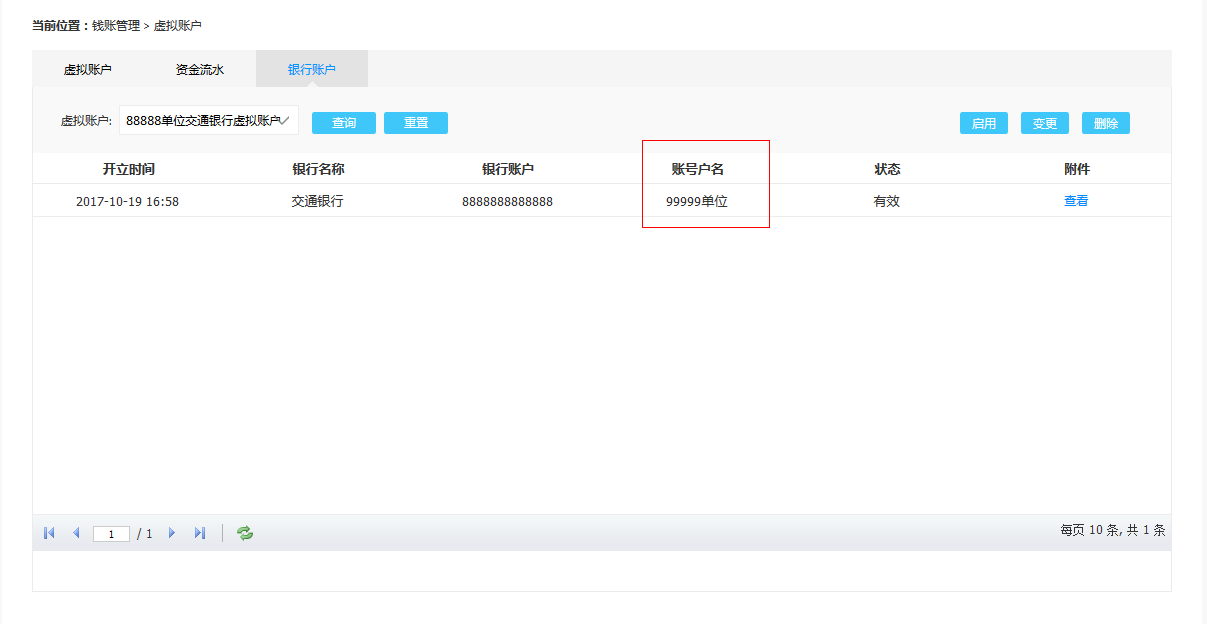 当前位置：钱账管理 > 虚拟账户
虚拟账户 资金流水 银行账户
虚拟账户: 88888单位交通银行虚拟账户 查询 重置 启用 变更 删除
开立时间 银行名称 银行账户 账号户名 状态 附件
2017-10-19 16:58 交通银行 8888888888888 99999单位 有效 查看
1 / 1 每页 10 条, 共 1 条